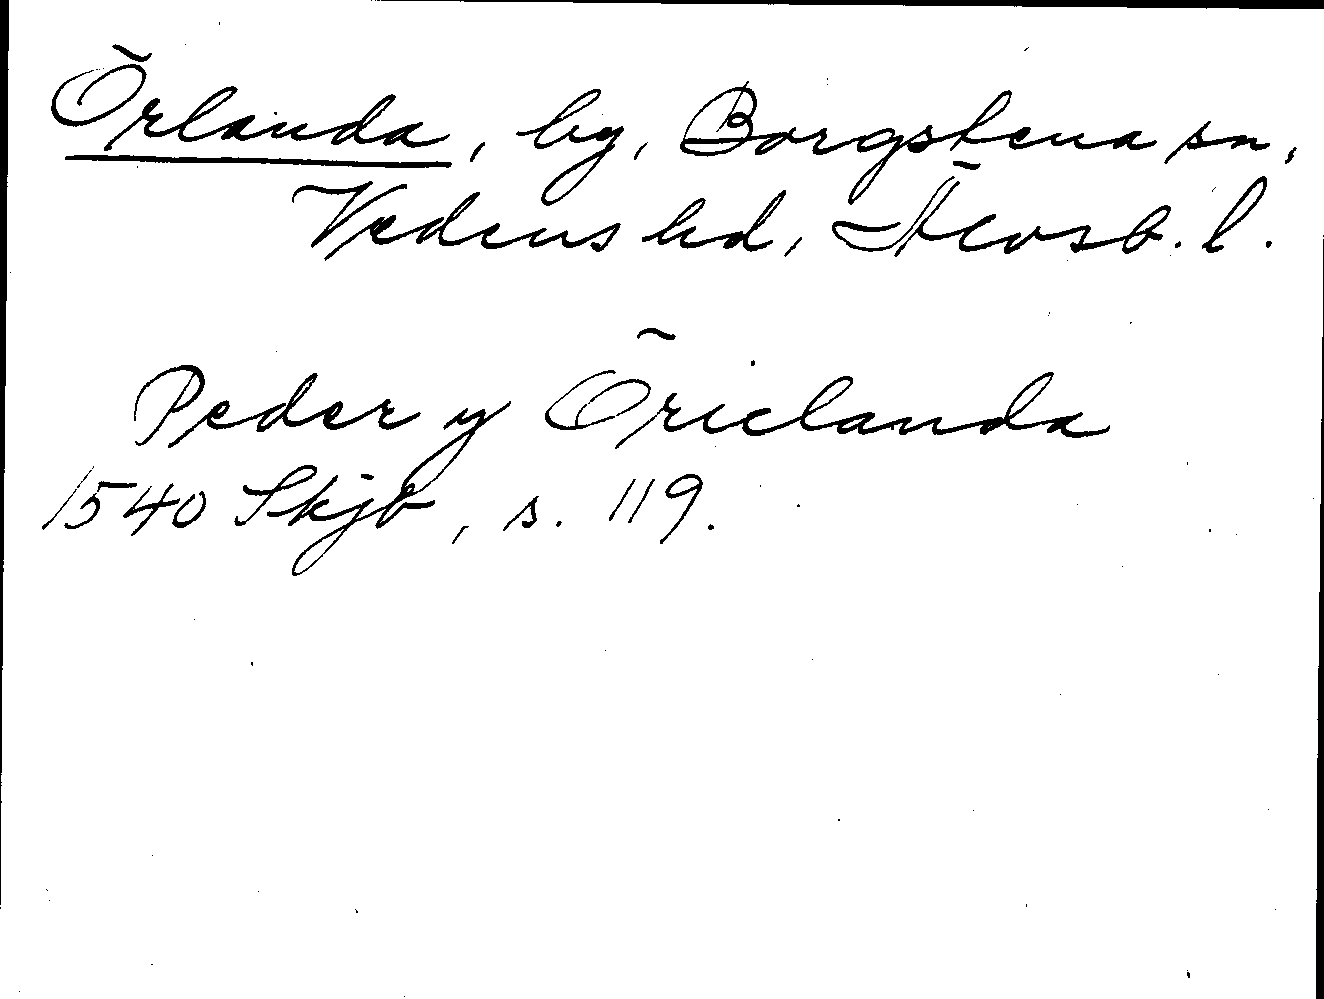 Örlanda, by, Borgstena sn,
Vedens hd, Älvsb. l.
Peder y Öriclanda
1540 Skjb, s. 119.